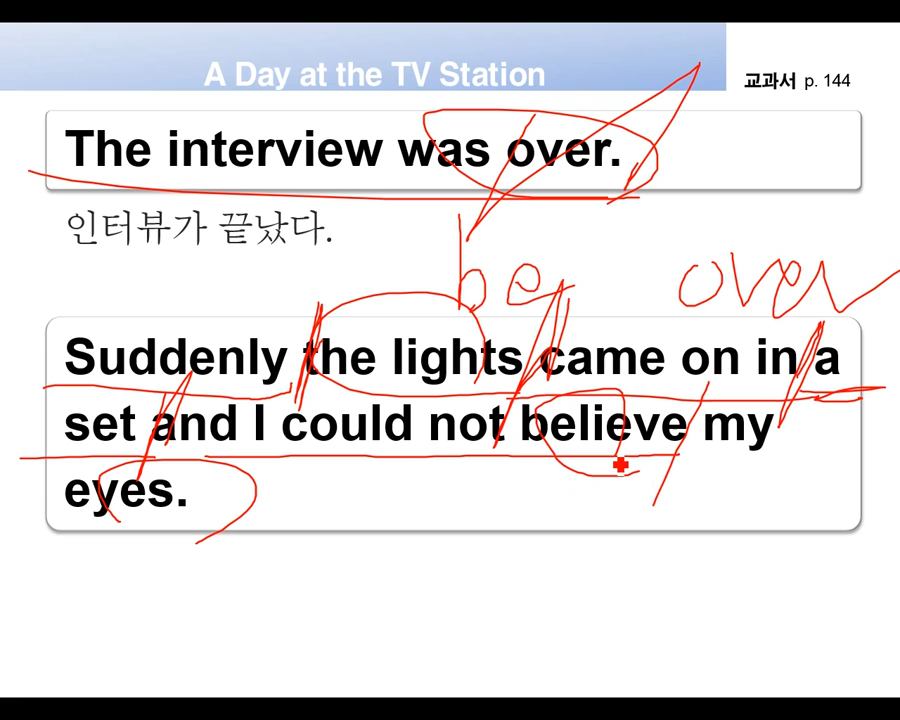 A Day at the TV Station
교과서 p. 144
The interview was over.
인터뷰가 끝났다.
be over
Suddenly the lights came on in a
set and I could not believe my
eyes.